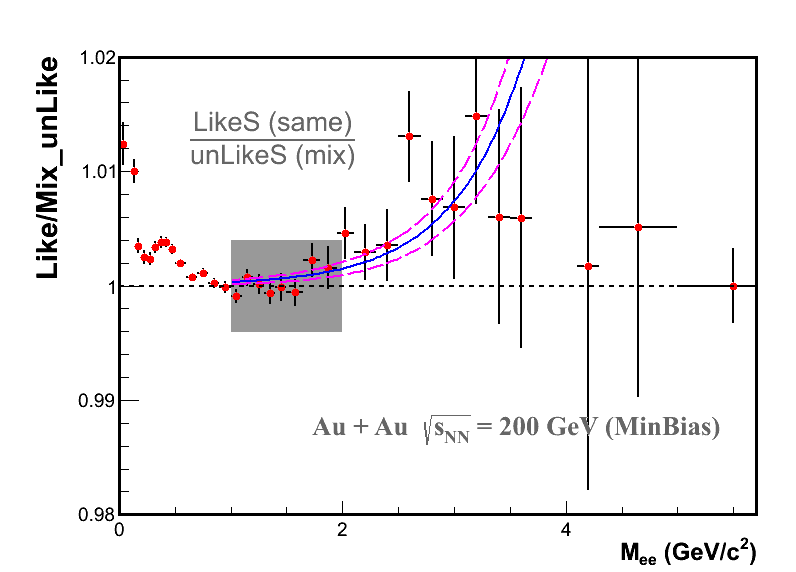 1.02
Like/Mix_unLike
LikeS (same)
unLikeS (mix)
1.01
1
0.99
Au + Au √s_NN = 200 GeV (MinBias)
0.98
0 2 4
M_ee (GeV/c²)